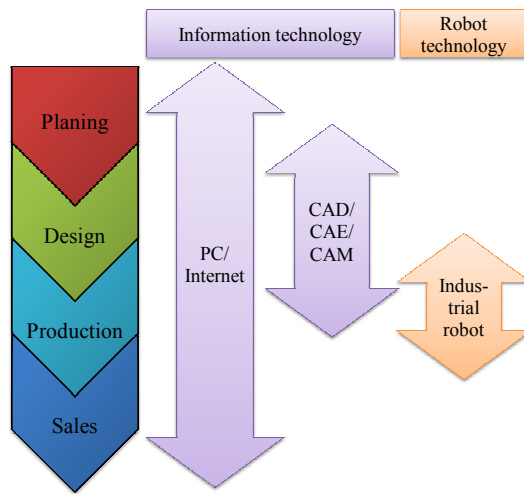 Information technology
Robot
technology
Planing
Design
Production
Sales
PC/
Internet
CAD/
CAE/
CAM
Indus-
trial
robot